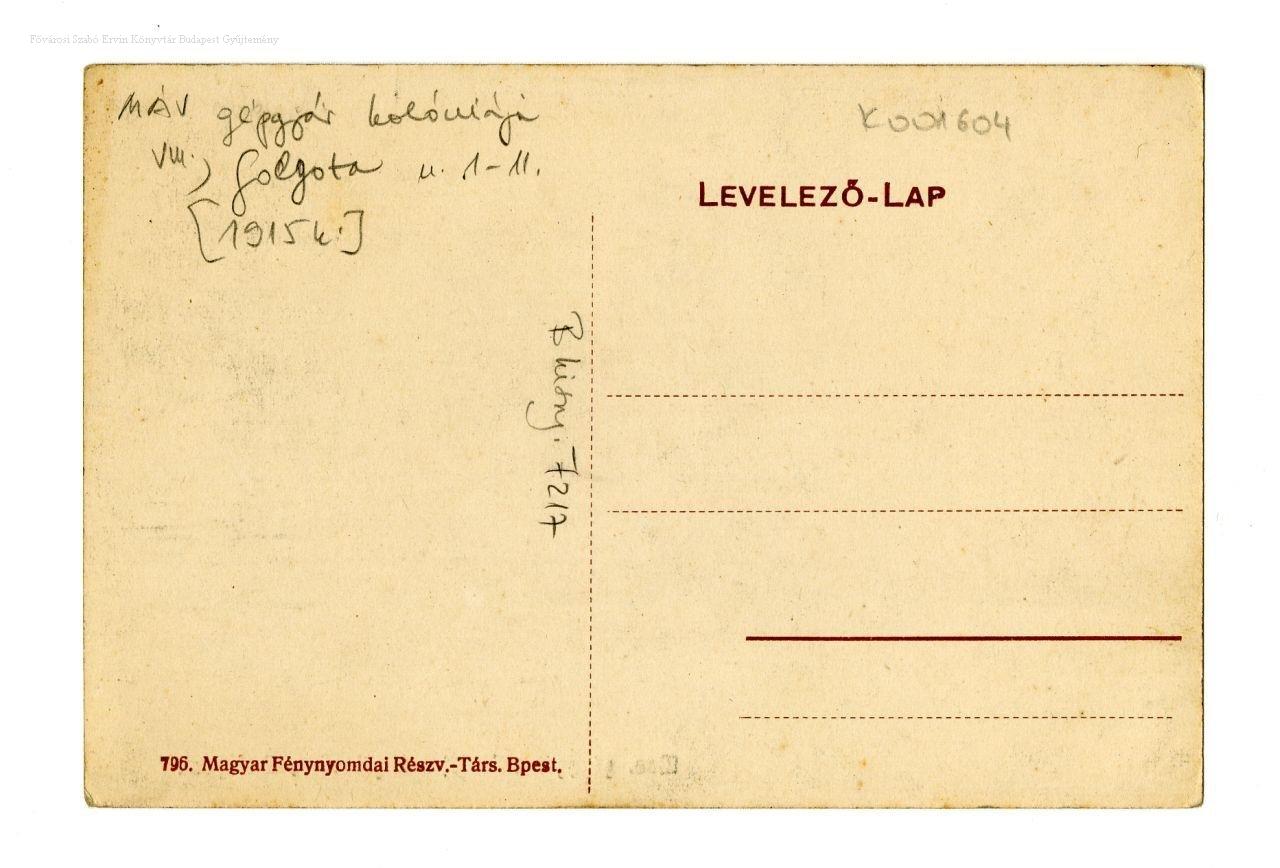 Fővárosi Szabó Ervin Könyvtár Budapest Gyűjtemény
MÁV gépgyár kolóniája
VIII., Golgota u. 1-11.
[1915 k.]
K001604
LEVELEZŐ-LAP
B 7217
796. Magyar Fénynyomdai Részv.-Társ. Bpest.